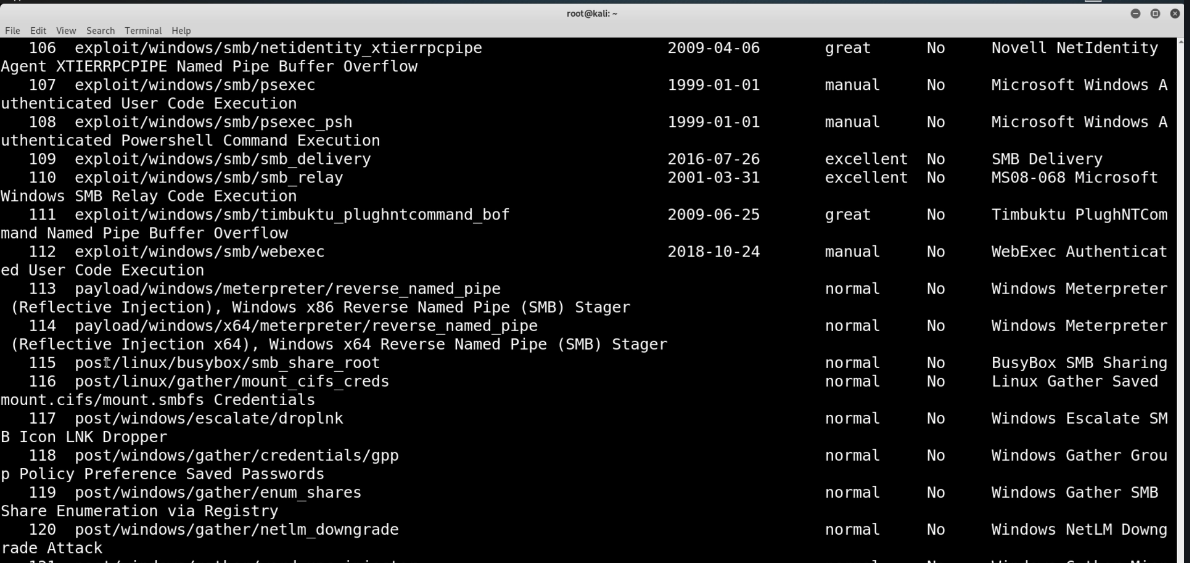 root@kali: ~
File Edit View Search Terminal Help
106 exploit/windows/smb/netidentity_xtierrpcpipe 2009-04-06 great No Novell NetIdentity
Agent XTIERRPCPIPE Named Pipe Buffer Overflow
107 exploit/windows/smb/psexec 1999-01-01 manual No Microsoft Windows A
uthenticated User Code Execution
108 exploit/windows/smb/psexec_psh 1999-01-01 manual No Microsoft Windows A
uthenticated Powershell Command Execution
109 exploit/windows/smb/smb_delivery 2016-07-26 excellent No SMB Delivery
110 exploit/windows/smb/smb_relay 2001-03-31 excellent No MS08-068 Microsoft
Windows SMB Relay Code Execution
111 exploit/windows/smb/timbuktu_plughntcommand_bof 2009-06-25 great No Timbuktu PlughNTCom
mand Named Pipe Buffer Overflow
112 exploit/windows/smb/webexec 2018-10-24 manual No WebExec Authenticat
ed User Code Execution
113 payload/windows/meterpreter/reverse_named_pipe normal No Windows Meterpreter
(Reflective Injection), Windows x86 Reverse Named Pipe (SMB) Stager
114 payload/windows/x64/meterpreter/reverse_named_pipe normal No Windows Meterpreter
(Reflective Injection x64), Windows x64 Reverse Named Pipe (SMB) Stager
115 post/linux/busybox/smb_share_root normal No BusyBox SMB Sharing
116 post/linux/gather/mount_cifs_creds normal No Linux Gather Saved
mount.cifs/mount.smbfs Credentials
117 post/windows/escalate/droplnk normal No Windows Escalate SM
B Icon LNK Dropper
118 post/windows/gather/credentials/gpp normal No Windows Gather Grou
p Policy Preference Saved Passwords
119 post/windows/gather/enum_shares normal No Windows Gather SMB
Share Enumeration via Registry
120 post/windows/gather/netlm_downgrade normal No Windows NetLM Downg
rade Attack